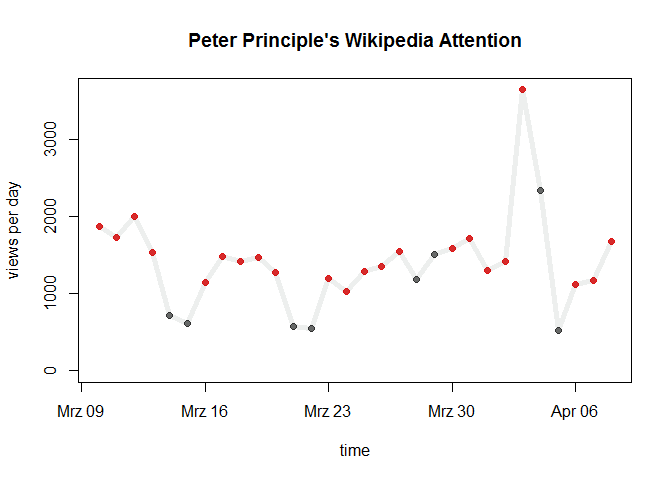 Peter Principle's Wikipedia Attention
views per day
3000
2000
1000
0
Mrz 09 Mrz 16 Mrz 23 Mrz 30 Apr 06
time